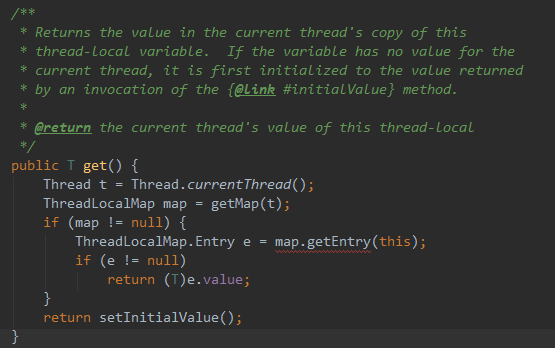 /**
 * Returns the value in the current thread's copy of this
 * thread-local variable.  If the variable has no value for the
 * current thread, it is first initialized to the value returned
 * by an invocation of the {@link #initialValue} method.
 *
 * @return the current thread's value of this thread-local
 */
public T get() {
    Thread t = Thread.currentThread();
    ThreadLocalMap map = getMap(t);
    if (map != null) {
        ThreadLocalMap.Entry e = map.getEntry(this);
        if (e != null)
            return (T)e.value;
    }
    return setInitialValue();
}